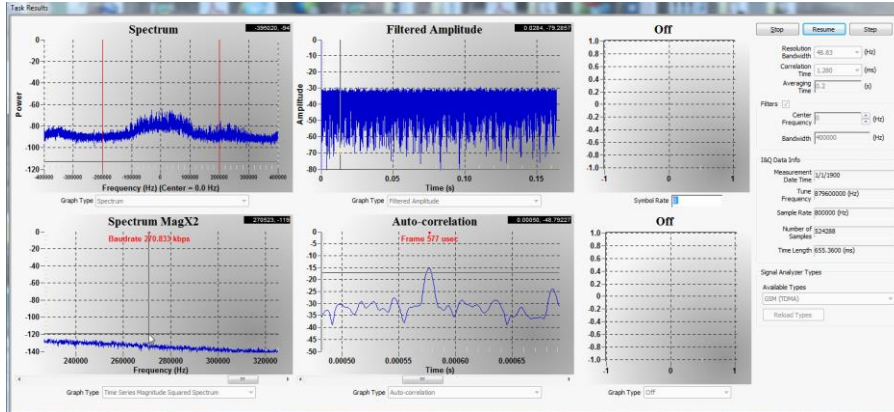 Task Results
Spectrum
-399220, -84
Power
0
-20
-40
-60
-80
-100
-120
-400000 -300000 -200000 -100000 0 100000 200000 300000 400000
Frequency (Hz) (Center = 0.0 Hz)
Graph Type Spectrum
Filtered Amplitude
0.0284, -79.2857
Amplitude
0
-10
-20
-30
-40
-50
-60
-70
-80
0 0.05 0.10 0.15
Time (s)
Graph Type Filtered Amplitude
Off
1.0
0.8
0.6
0.4
0.2
0
-0.2
-0.4
-0.6
-0.8
-1.0
-1 0 1
Symbol Rate
Spectrum MagX2
270523, -119
Baudrate 270.833 kbps
0
-20
-40
-60
-80
-100
-120
-140
240000 260000 280000 300000 320000
Frequency (Hz)
Graph Type Time Series Magnitude Squared Spectrum
Auto-correlation
0.00050, -48.79227
Frame 577 usec
0
-5
-10
-15
-20
-25
-30
-35
-40
-45
-50
0.00050 0.00055 0.00060 0.00065
Time (s)
Graph Type Auto-correlation
Off
1.0
0.8
0.6
0.4
0.2
0
-0.2
-0.4
-0.6
-0.8
-1.0
-1 0 1
Graph Type Off
Stop Resume Step
Resolution Bandwidth 48.83 (Hz)
Correlation Time 1.280 (ms)
Averaging Time 0.2 (s)
Filters
Center Frequency 0 (Hz)
Bandwidth 400000 (Hz)
I&Q Data Info
Measurement Date Time 1/1/1900
Tune Frequency 879600000 (Hz)
Sample Rate 800000 (Hz)
Number of Samples 524288
Time Length 655.3600 (ms)
Signal Analyzer Types
Available Types
GSM (TDMA)
Reload Types